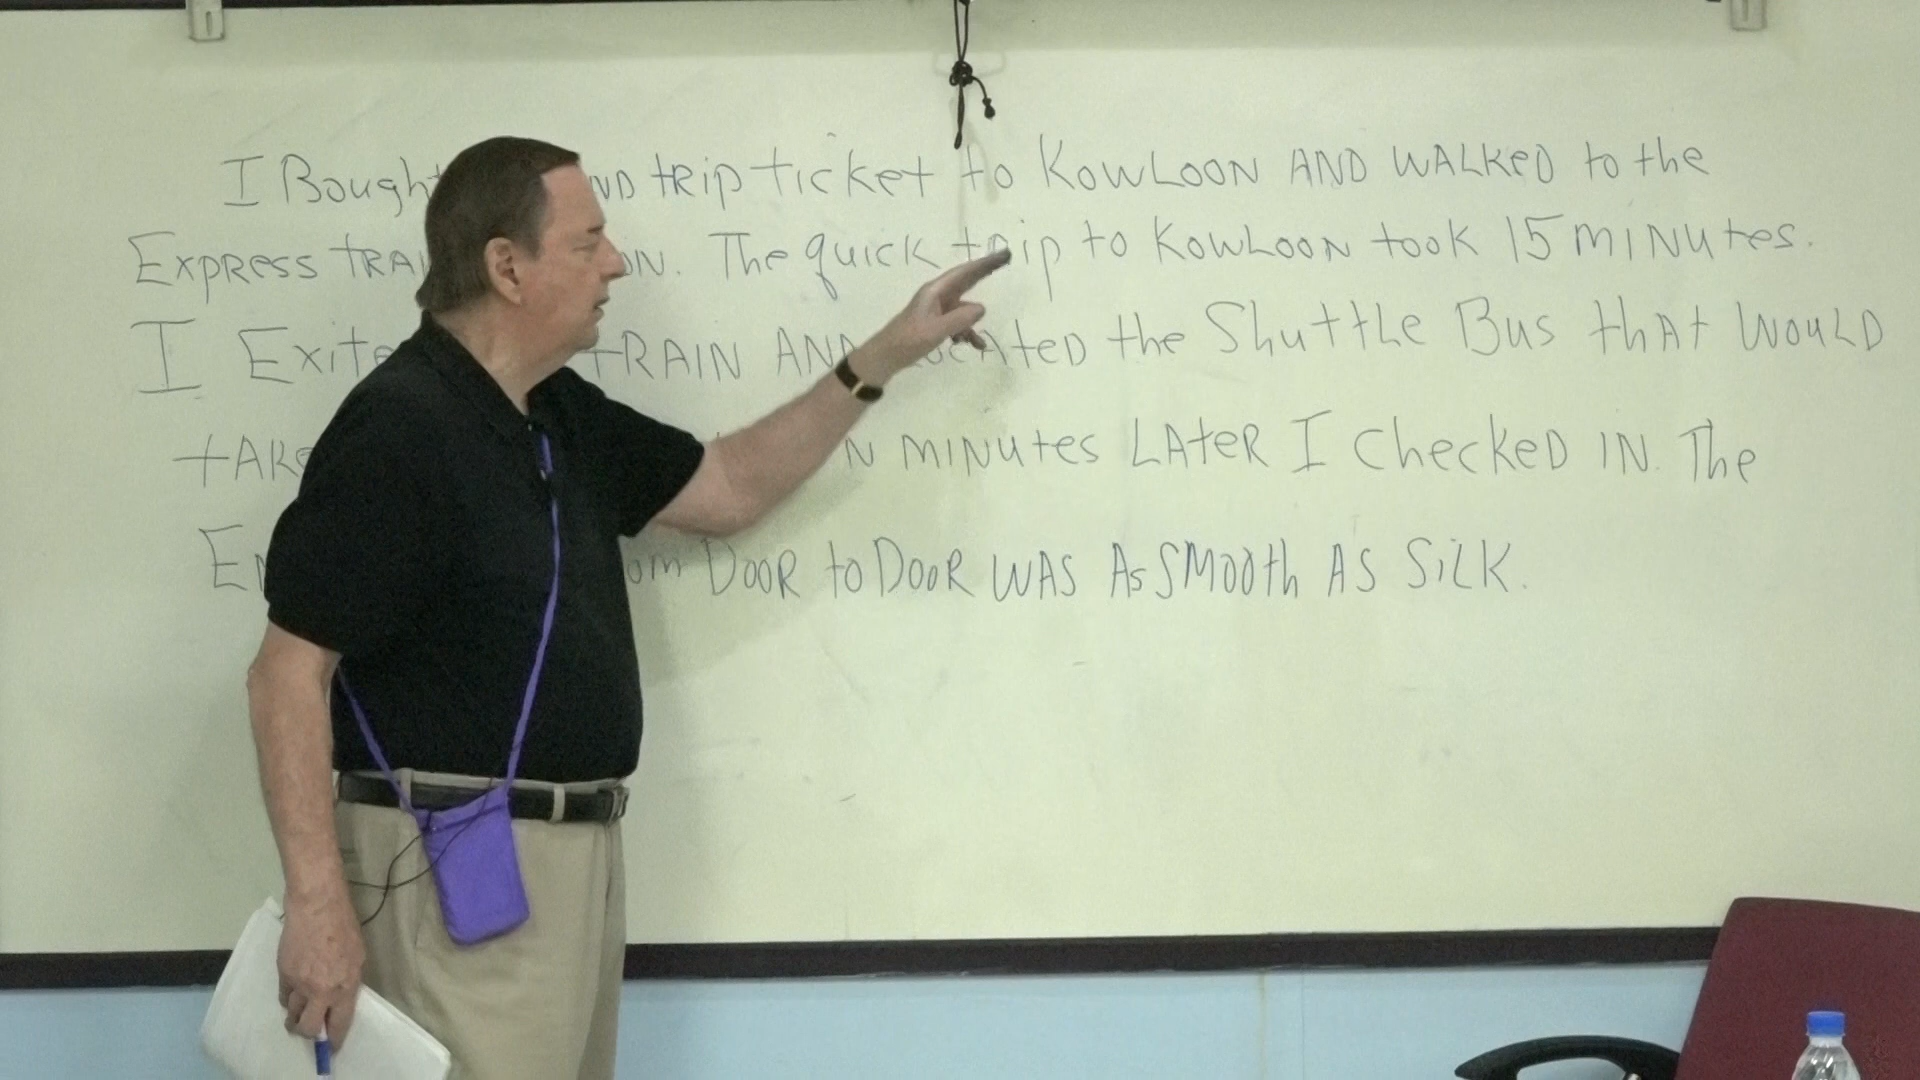 I Bought trip ticket to Kowloon and walked to the
Express The quick trip to Kowloon took 15 minutes.
I train and the Shuttle Bus that would
minutes later I checked in. The
Door to Door was As smooth as silk.